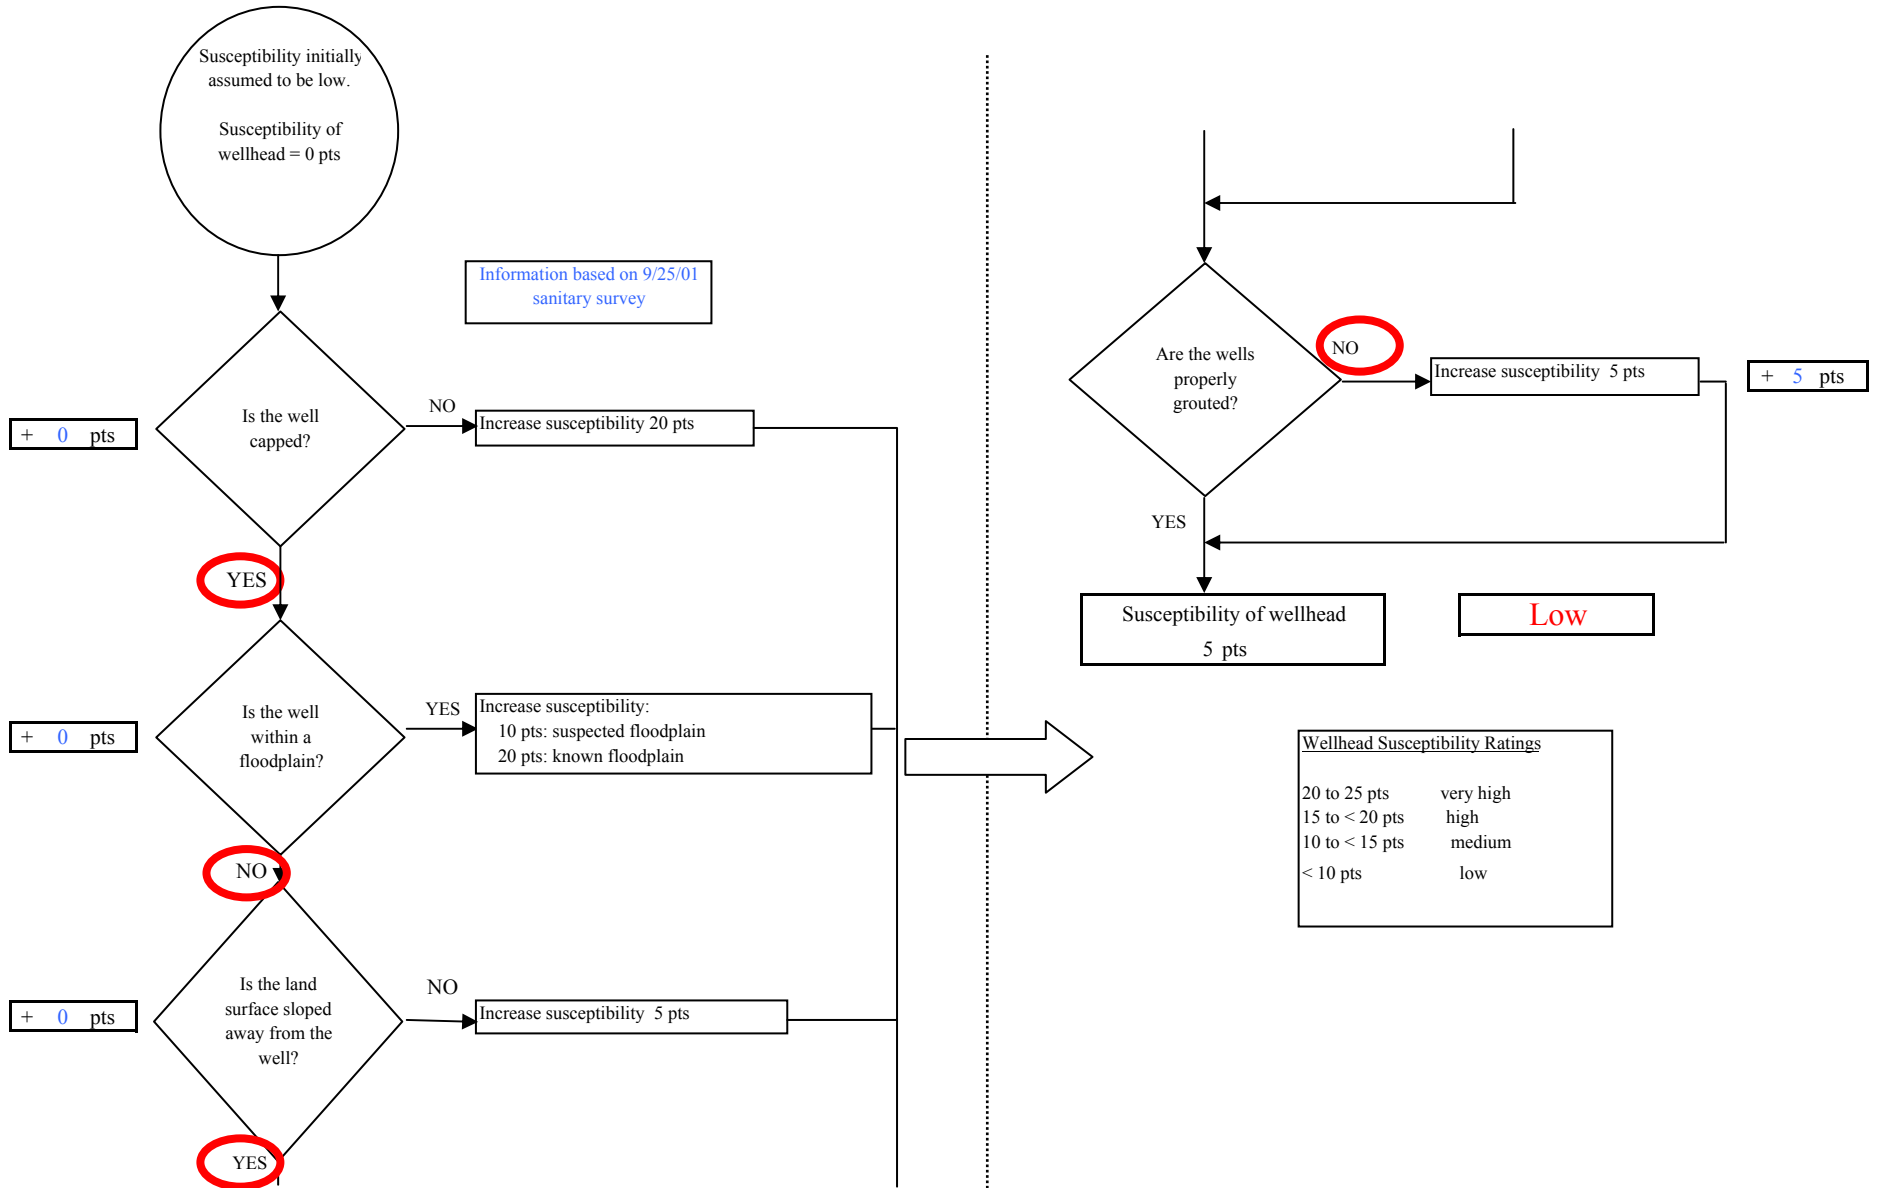 Susceptibility initially
assumed to be low.
Susceptibility of
wellhead = 0 pts
Information based on 9/25/01
sanitary survey
Is the well
capped?
NO
Increase susceptibility 20 pts
+ 0 pts
YES
Is the well
within a
floodplain?
YES
Increase susceptibility:
10 pts: suspected floodplain
20 pts: known floodplain
+ 0 pts
NO
Is the land
surface sloped
away from the
well?
NO
Increase susceptibility 5 pts
+ 0 pts
YES
Are the wells
properly
grouted?
NO
Increase susceptibility 5 pts
+ 5 pts
YES
Susceptibility of wellhead
5 pts
Low
Wellhead Susceptibility Ratings
20 to 25 pts very high
15 to < 20 pts high
10 to < 15 pts medium
< 10 pts low